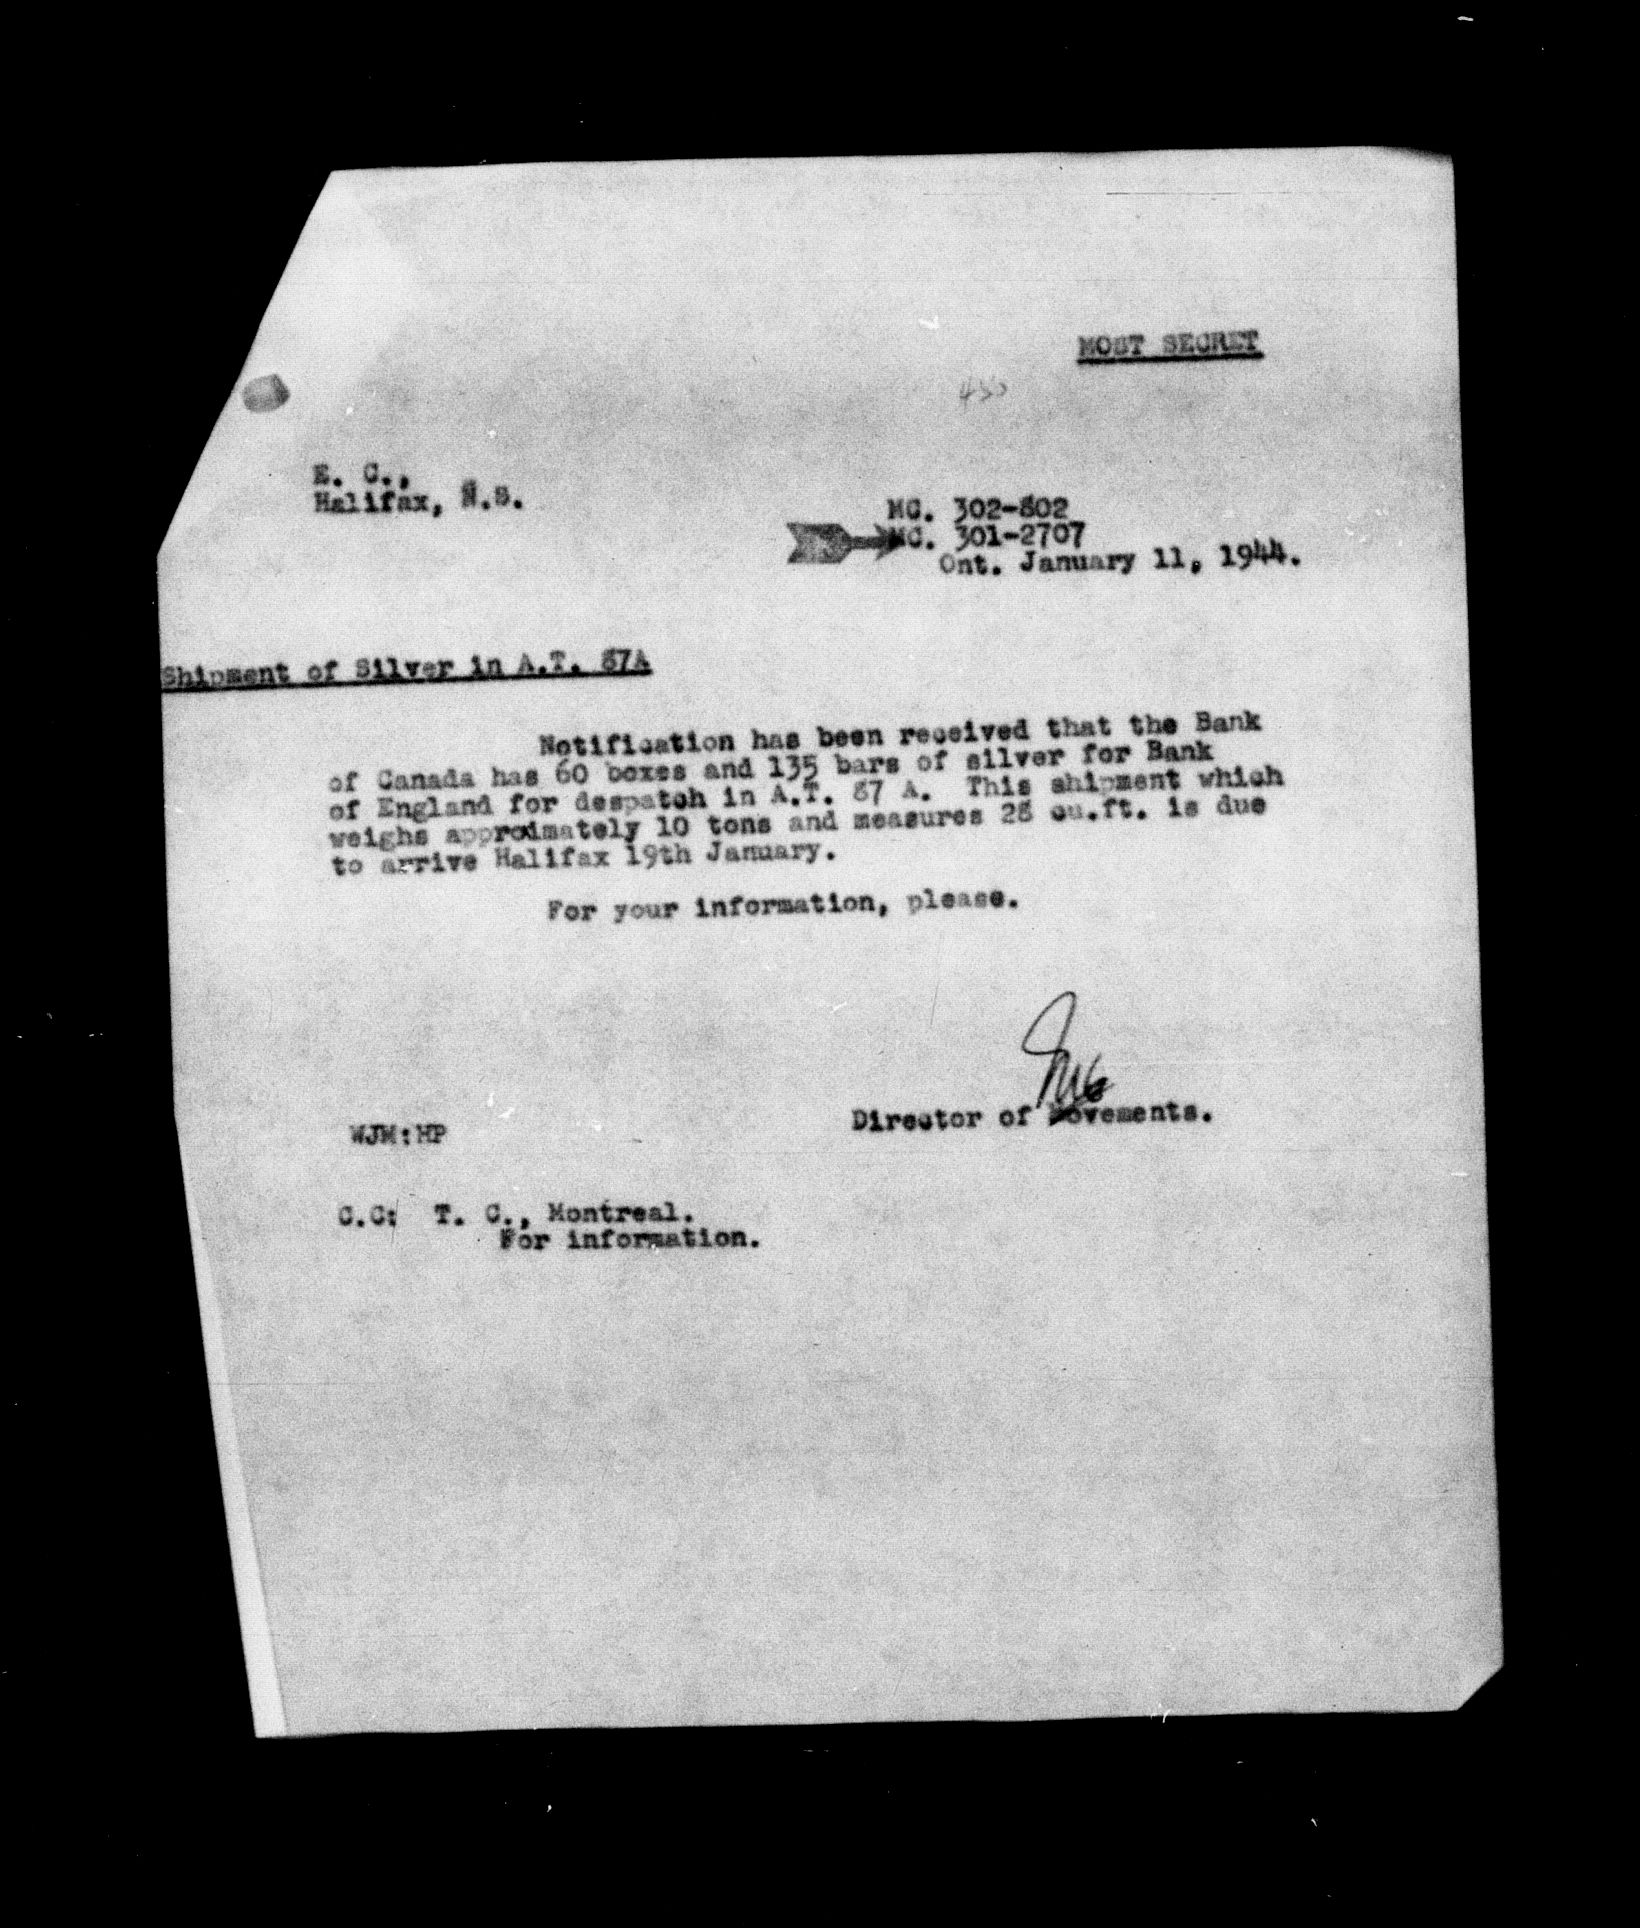 MOST SECRET
E. C.,
Halifax, N.S.
MC. 302-802
MC. 301-2707
Ont. January 11, 1944.
Shipment of Silver in A.T. 87A
Notification has been received that the Bank
of Canada has 60 boxes and 135 bars of silver for Bank
of England for despatch in A.T. 87 A. This shipment which
weighs approimately 10 tons and measures 28 cu.ft. is due
to arrive Halifax 19th January.
For your information, please.
Director of Movements.
WJM:MP
C.C: T. C., Montreal.
For information.